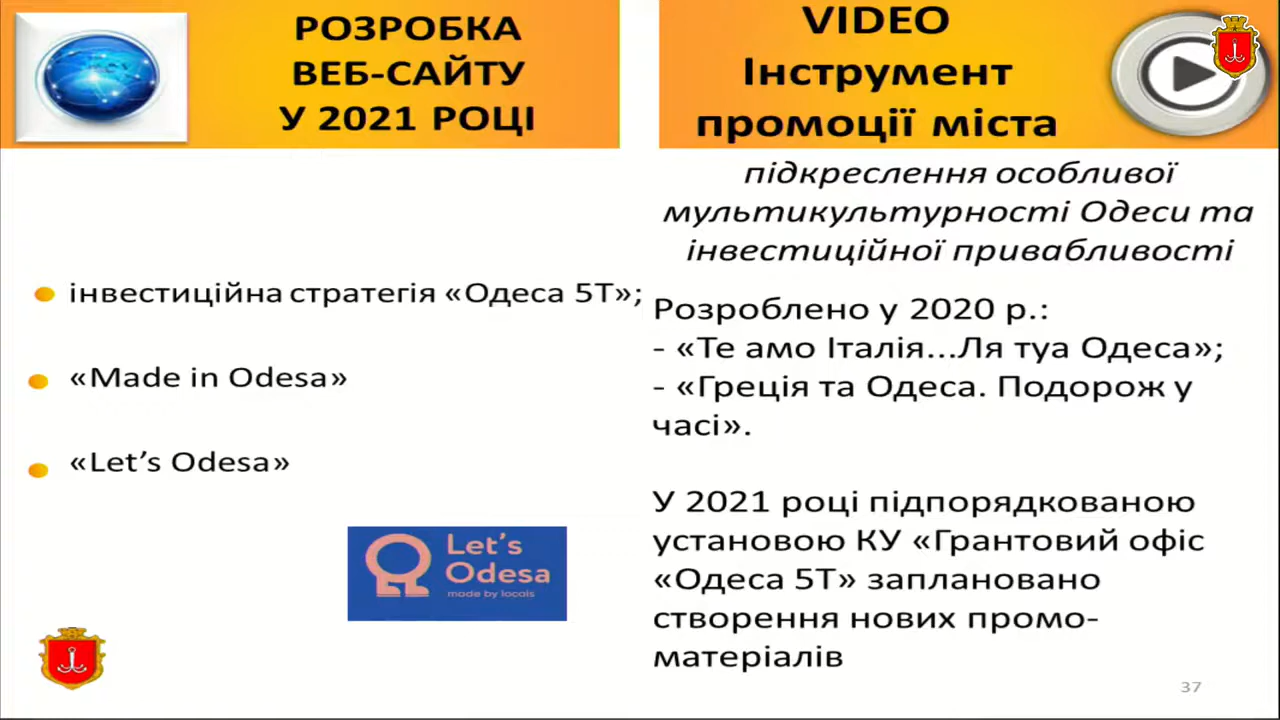 РОЗРОБКА
ВЕБ-САЙТУ
У 2021 РОЦІ
інвестиційна стратегія «Одеса 5Т»;
«Made in Odesa»
«Let’s Odesa»
Let's
Odesa
made by locals
VIDEO
Інструмент
промоції міста
підкреслення особливої
мультикультурності Одеси та
інвестиційної привабливості
Розроблено у 2020 р.:
- «Те амо Італія...Ля туа Одеса»;
- «Греція та Одеса. Подорож у
часі».
У 2021 році підпорядкованою
установою КУ «Грантовий офіс
«Одеса 5Т» заплановано
створення нових промо-
матеріалів
37